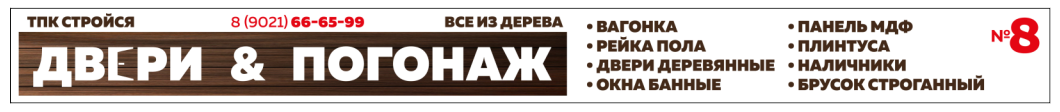 ТПК СТРОЙСЯ 8 (9021) 66-65-99 ВСЕ ИЗ ДЕРЕВА
ДВЕРИ & ПОГОНАЖ
• ВАГОНКА
• РЕЙКА ПОЛА
• ДВЕРИ ДЕРЕВЯННЫЕ
• ОКНА БАННЫЕ
• ПАНЕЛЬ МДФ
• ПЛИНТУСА
• НАЛИЧНИКИ
• БРУСОК СТРОГАННЫЙ
№8